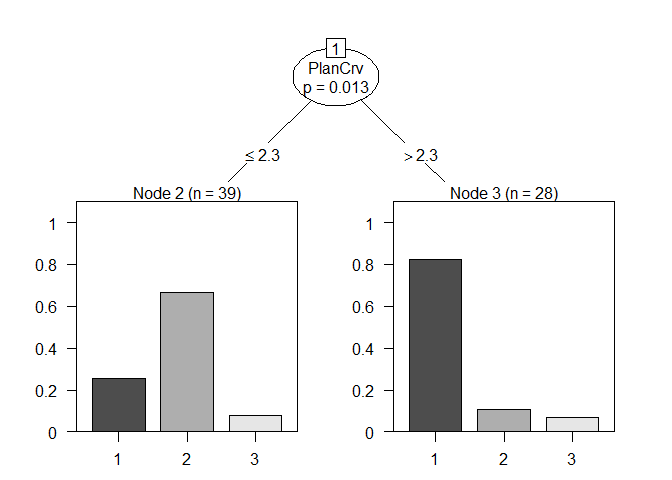 1
PlanCrv
p = 0.013
≤ 2.3
> 2.3
Node 2 (n = 39)
Node 3 (n = 28)
1
0.8
0.6
0.4
0.2
0
1 2 3
1
0.8
0.6
0.4
0.2
0
1 2 3